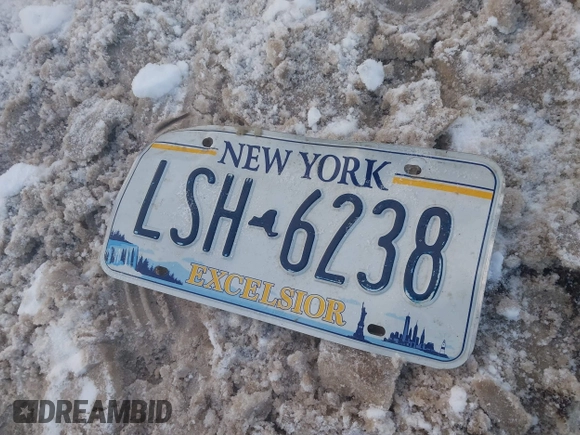 NEW YORK
LSH 6238
EXCELSIOR
DREAMBID